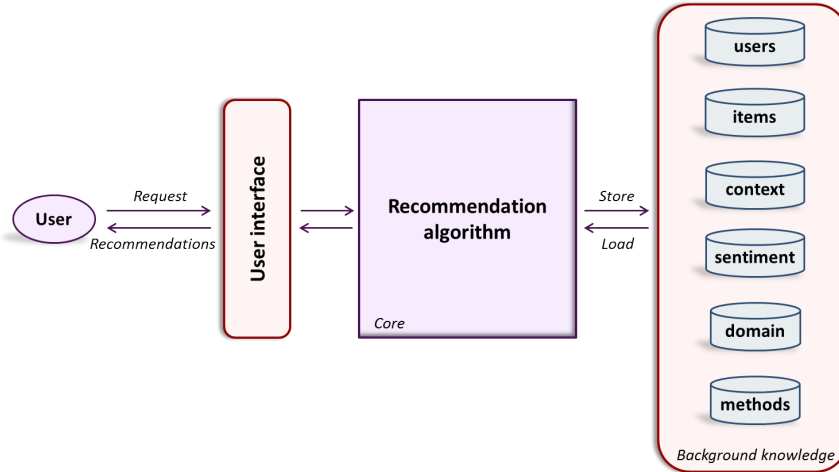 User
Request
Recommendations
User interface
Recommendation
algorithm
Core
Store
Load
users
items
context
sentiment
domain
methods
Background knowledge